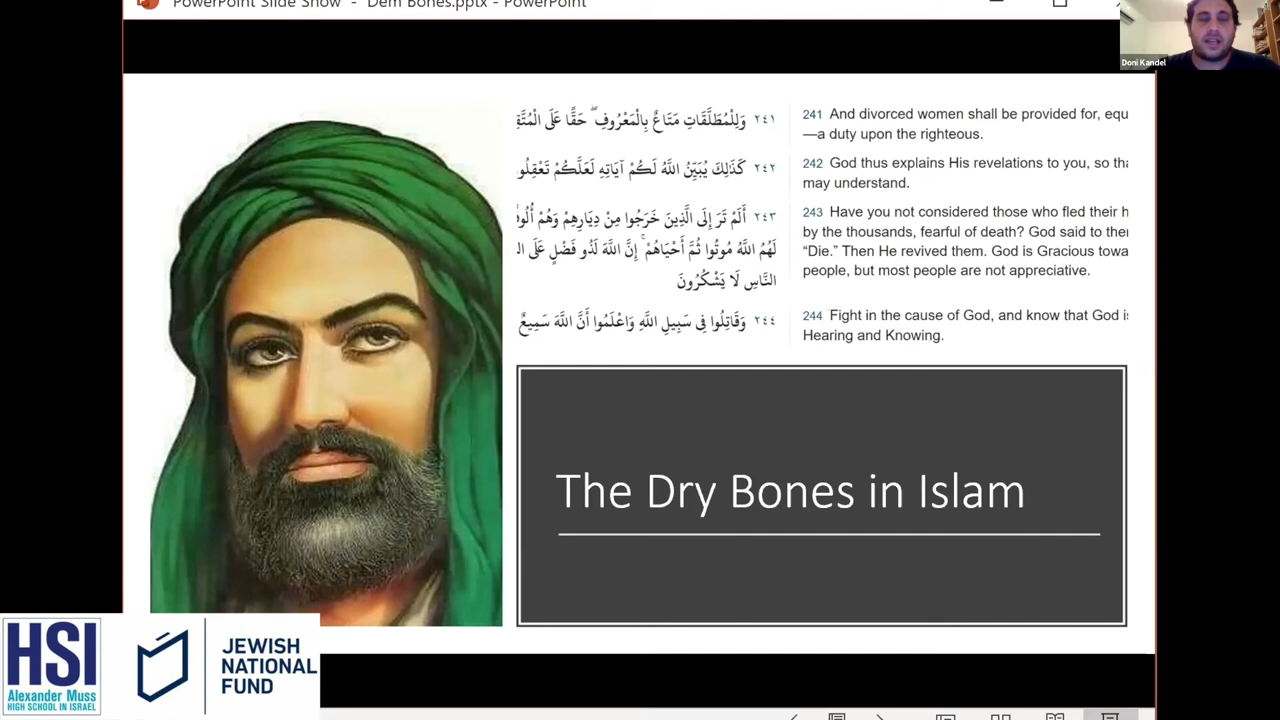 PowerPoint Slide Show - "Dem Bones.pptx - PowerPoint
Doni Kandel
٢٤١ وَلِلْمُطَلَّقَاتِ مَتَاعٌ بِالْمَعْرُوفِ ۖ حَقًّا عَلَى
241 And divorced women shall be provided for,
—a duty upon the righteous.
٢٤٢ كَذَٰلِكَ يُبَيِّنُ اللَّهُ لَكُمْ آيَاتِهِ لَعَلَّكُمْ
242 God thus explains His revelations to you, so
may understand.
٢٤٣ أَلَمْ تَرَ إِلَى الَّذِينَ خَرَجُوا مِنْ دِيَارِهِمْ وَهُمْ
لَهُمُ اللَّهُ مُوتُوا ثُمَّ أَحْيَاهُمْ ۚ إِنَّ اللَّهَ لَذُو فَضْلٍ عَلَى
النَّاسِ لَا يَشْكُرُونَ
243 Have you not considered those who fled their
by the thousands, fearful of death? God said to
“Die.” Then He revived them. God is Gracious
people, but most people are not appreciative.
٢٤٤ وَقَاتِلُوا فِي سَبِيلِ اللَّهِ وَاعْلَمُوا أَنَّ اللَّهَ سَمِيعٌ
244 Fight in the cause of God, and know that God
Hearing and Knowing.
The Dry Bones in Islam
HSI
Alexander Muss
HIGH SCHOOL IN ISRAEL
JEWISH
NATIONAL
FUND